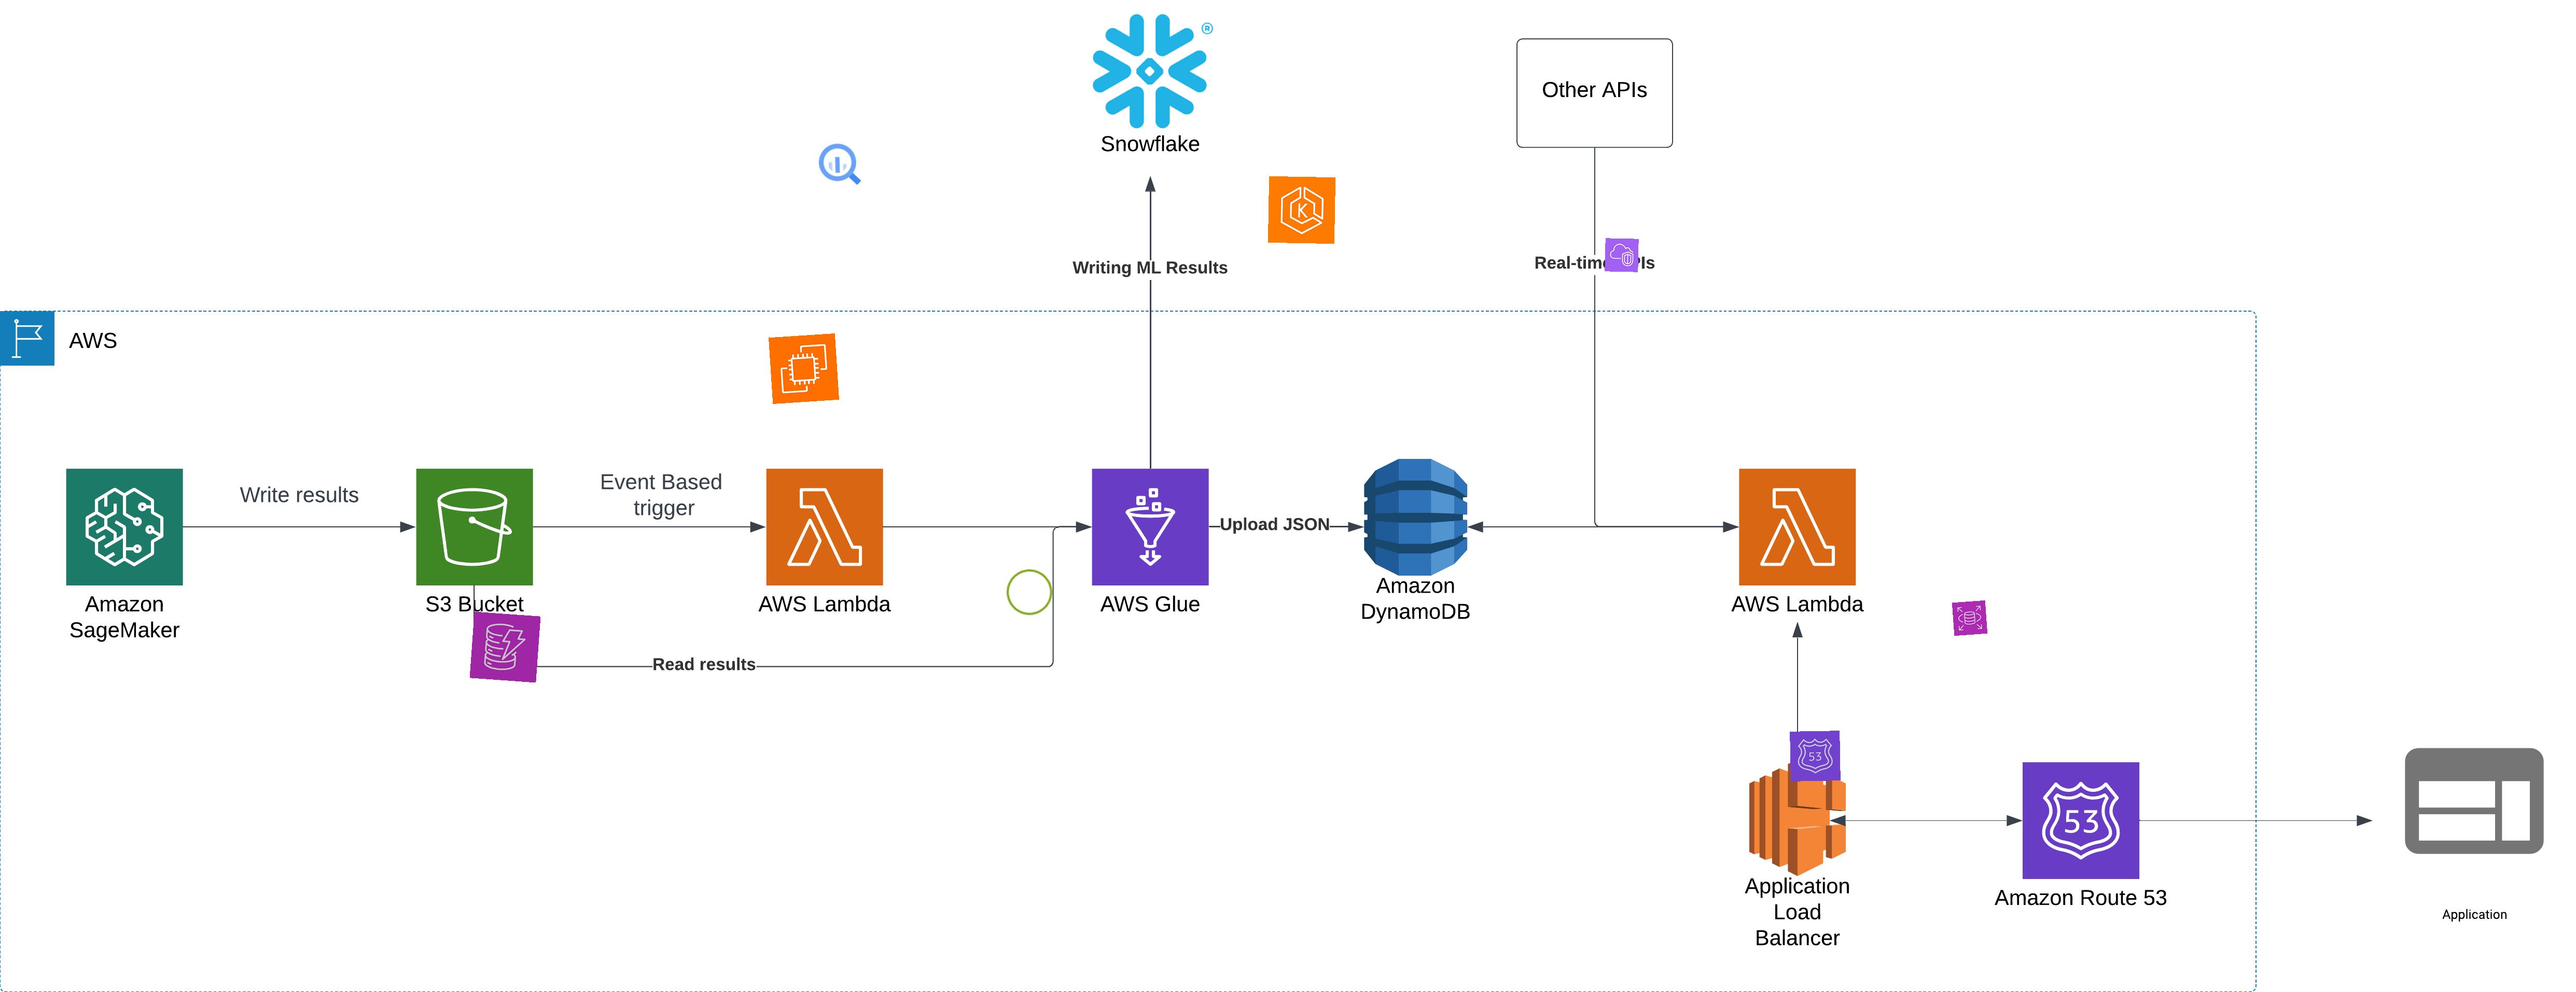 ®
Snowflake
Other APIs
K
Writing ML Results
Real-time
Is
AWS
Write results
Event Based
trigger
Upload JSON
Amazon
SageMaker
S3 Bucket
AWS Lambda
AWS Glue
Amazon
DynamoDB
AWS Lambda
Read results
53
53
Application
Load
Balancer
Amazon Route 53
Application